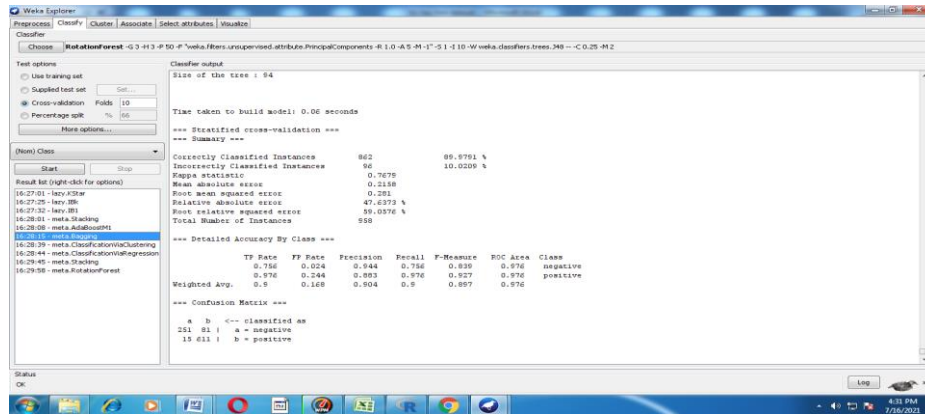 Weka Explorer
Preprocess Classify Cluster Associate Select attributes Visualize
Classifier
Choose RotationForest -G 3 -H 3 -P 50 -F "weka.filters.unsupervised.attribute.PrincipalComponents -R 1.0 -A 5 -M -1" -S 1 -I 10 -W weka.classifiers.trees.J48 -- -C 0.25 -M 2
Test options
Use training set
Supplied test set Set...
Cross-validation Folds 10
Percentage split % 66
More options...
(Nom) Class
Start Stop
Result list (right-click for options)
16:27:01 - lazy.KStar
16:27:25 - lazy.IBk
16:27:32 - lazy.IB1
16:28:01 - meta.Stacking
16:28:08 - meta.AdaBoostM1
16:28:15 - meta.Bagging
16:28:39 - meta.ClassificationViaClustering
16:28:44 - meta.ClassificationViaRegression
16:29:45 - meta.Stacking
16:29:58 - meta.RotationForest
Classifier output
Size of the tree : 94
Time taken to build model: 0.06 seconds
=== Stratified cross-validation ===
=== Summary ===
Correctly Classified Instances 862 89.9791 %
Incorrectly Classified Instances 96 10.0209 %
Kappa statistic 0.7679
Mean absolute error 0.2158
Root mean squared error 0.281
Relative absolute error 47.6373 %
Root relative squared error 59.0576 %
Total Number of Instances 958
=== Detailed Accuracy By Class ===
TP Rate FP Rate Precision Recall F-Measure ROC Area Class
0.756 0.024 0.944 0.756 0.839 0.976 negative
0.976 0.244 0.883 0.976 0.927 0.976 positive
Weighted Avg. 0.9 0.168 0.904 0.9 0.897 0.976
=== Confusion Matrix ===
a b <-- classified as
251 81 | a = negative
15 611 | b = positive
Status
OK
Log
4:31 PM
7/16/2021